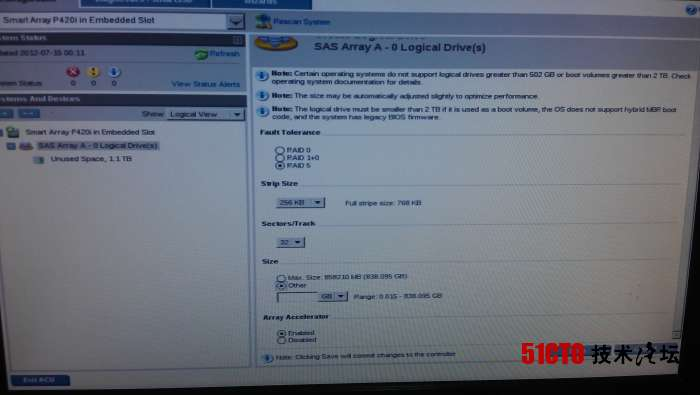 Wizards
Smart Array P420i in Embedded Slot
Rescan System
System Status
2012-07-15 00:11
Refresh
System Status
0 0 0
View Status Alerts
Systems And Devices
Show: Logical View
Smart Array P420i in Embedded Slot
SAS Array A - 0 Logical Drive(s)
Unused Space, 1.1 TB
SAS Array A - 0 Logical Drive(s)
Note: Certain operating systems do not support logical drives greater than 502 GB or boot volumes greater than 2 TB. Check
operating system documentation for details.
Note: The size may be automatically adjusted slightly to optimize performance.
Note: The logical drive must be smaller than 2 TB if it is used as a boot volume, the OS does not support hybrid MBR boot
code, and the system has legacy BIOS firmware.
Fault Tolerance
RAID 0
RAID 1+0
RAID 5
Strip Size
256 KB
Full stripe size: 768 KB
Sectors/Track
32
Size
Max. Size: 858210 MB (838.095 GB)
Other
GB
Range: 0.015 - 838.095 GB
Array Accelerator
Enabled
Disabled
Note: Clicking Save will commit changes to the controller
Exit ACU
51CTO 技术论坛